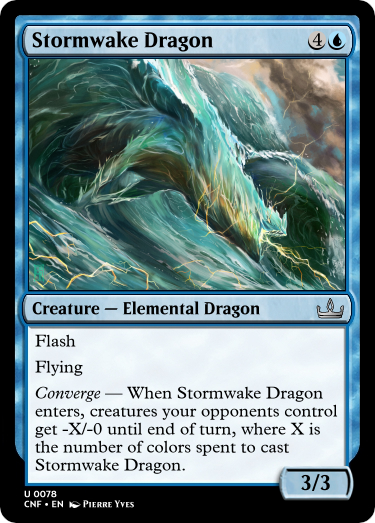 Stormwake Dragon 4
Creature — Elemental Dragon
Flash
Flying
Converge — When Stormwake Dragon
enters, creatures your opponents control
get -X/-0 until end of turn, where X is
the number of colors spent to cast
Stormwake Dragon.
3/3
U 0078
CNF • EN Pierre Yves